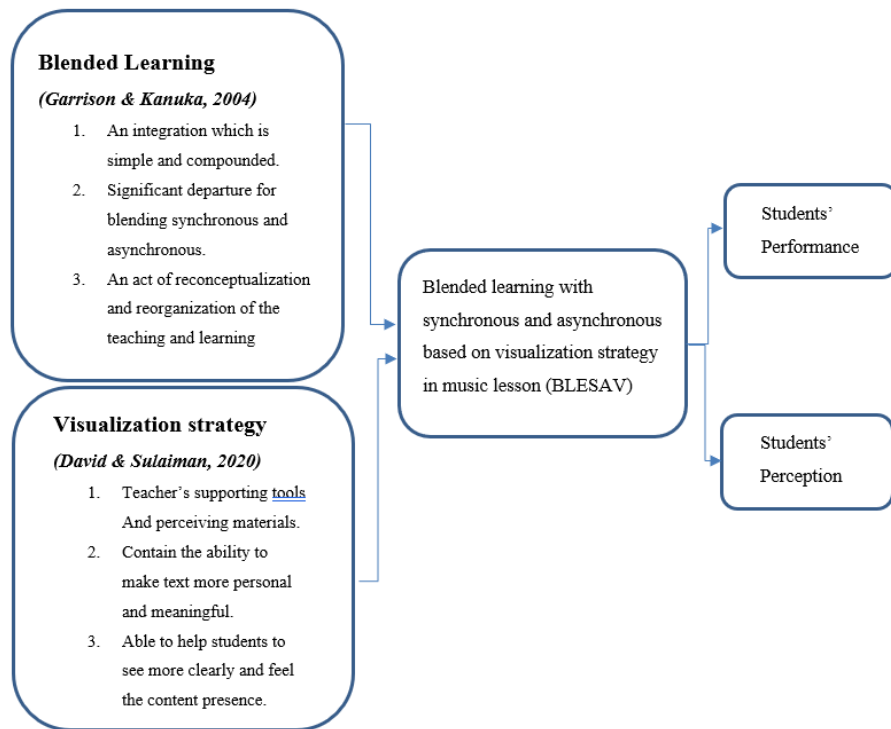 Blended Learning
(Garrison & Kanuka, 2004)
1. An integration which is
simple and compounded.
2. Significant departure for
blending synchronous and
asynchronous.
3. An act of reconceptualization
and reorganization of the
teaching and learning
Visualization strategy
(David & Sulaiman, 2020)
1. Teacher’s supporting tools
And perceiving materials.
2. Contain the ability to
make text more personal
and meaningful.
3. Able to help students to
see more clearly and feel
the content presence.
Blended learning with
synchronous and asynchronous
based on visualization strategy
in music lesson (BLESAV)
Students’
Performance
Students’
Perception